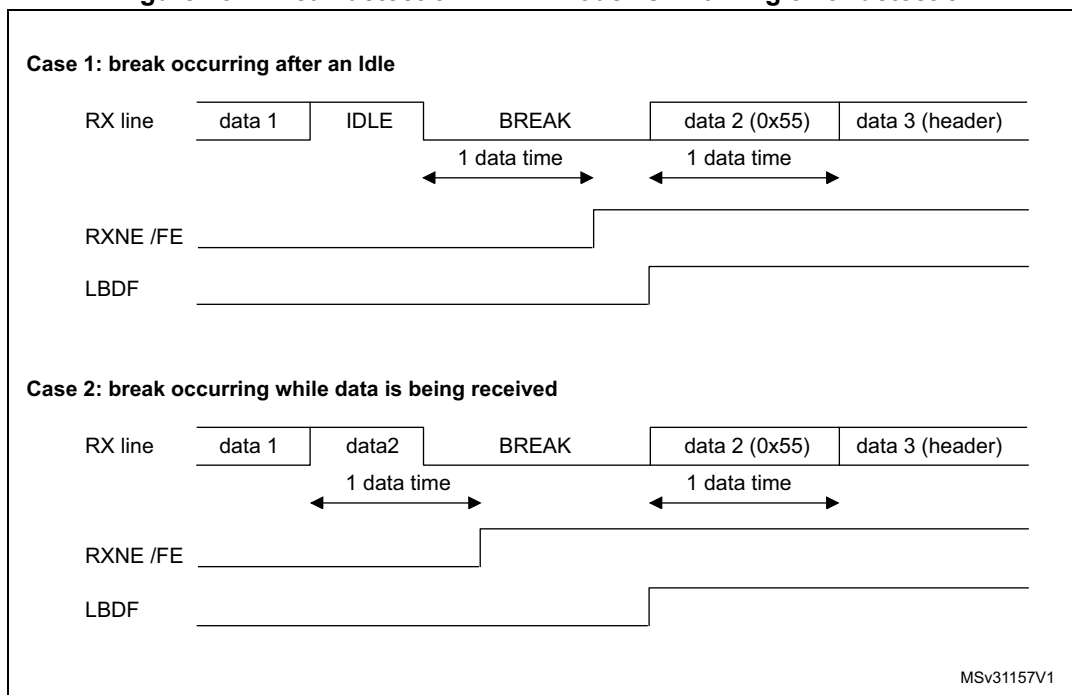 Case 1: break occurring after an Idle
RX line data 1 IDLE BREAK data 2 (0x55) data 3 (header)
1 data time 1 data time
RXNE /FE
LBDF
Case 2: break occurring while data is being received
RX line data 1 data2 BREAK data 2 (0x55) data 3 (header)
1 data time 1 data time
RXNE /FE
LBDF
MSv31157V1